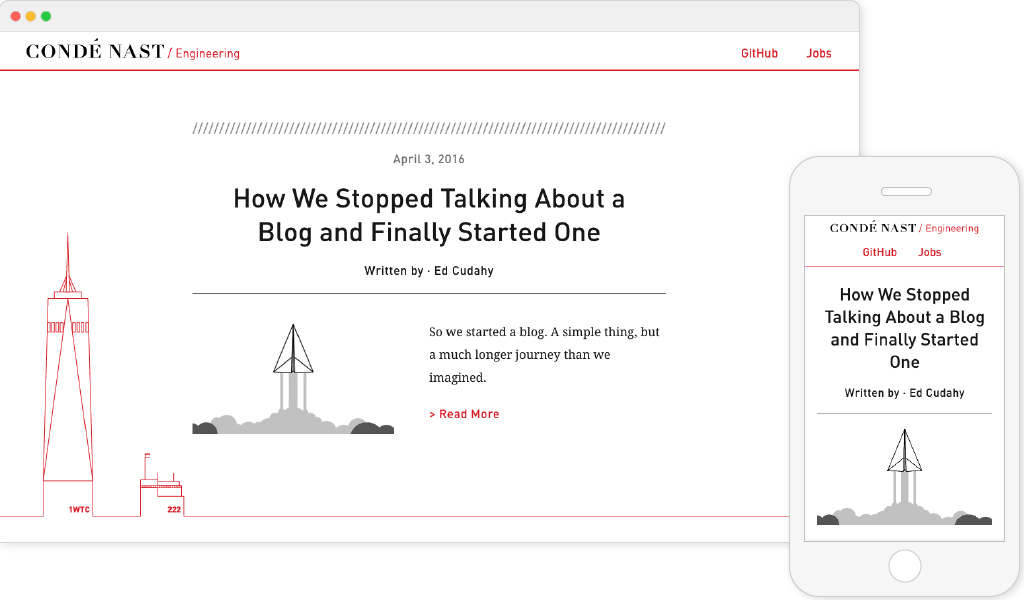 CONDÉ NAST / Engineering
GitHub Jobs
////////////////////////////////////////////////////////////////////////////////////////
April 3, 2016
How We Stopped Talking About a
Blog and Finally Started One
Written by · Ed Cudahy
So we started a blog. A simple thing, but
a much longer journey than we
imagined.
> Read More
1WTC
222
CONDÉ NAST / Engineering
GitHub Jobs
How We Stopped
Talking About a Blog
and Finally Started
One
Written by · Ed Cudahy